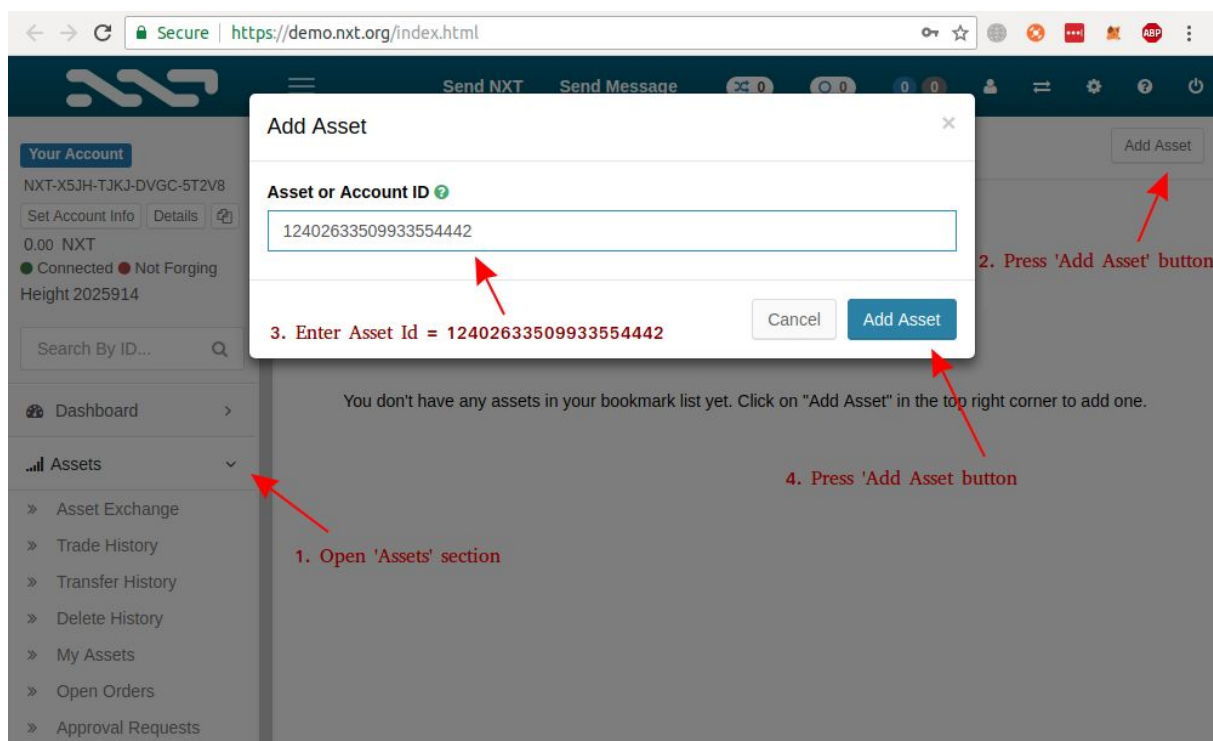 Secure https://demo.nxt.org/index.html
ABP
Send NXT Send Message 0 0 0 0
Add Asset ×
Add Asset
Your Account
NXT-X5JH-TJKJ-DVGC-5T2V8
Asset or Account ID ?
Set Account Info Details
12402633509933554442
0.00 NXT
Connected Not Forging
2. Press 'Add Asset' button
Height 2025914
Cancel Add Asset
3. Enter Asset Id = 12402633509933554442
Search By ID...
Dashboard
You don't have any assets in your bookmark list yet. Click on "Add Asset" in the top right corner to add one.
Assets
4. Press 'Add Asset button
Asset Exchange
Trade History
1. Open 'Assets' section
Transfer History
Delete History
My Assets
Open Orders
Approval Requests